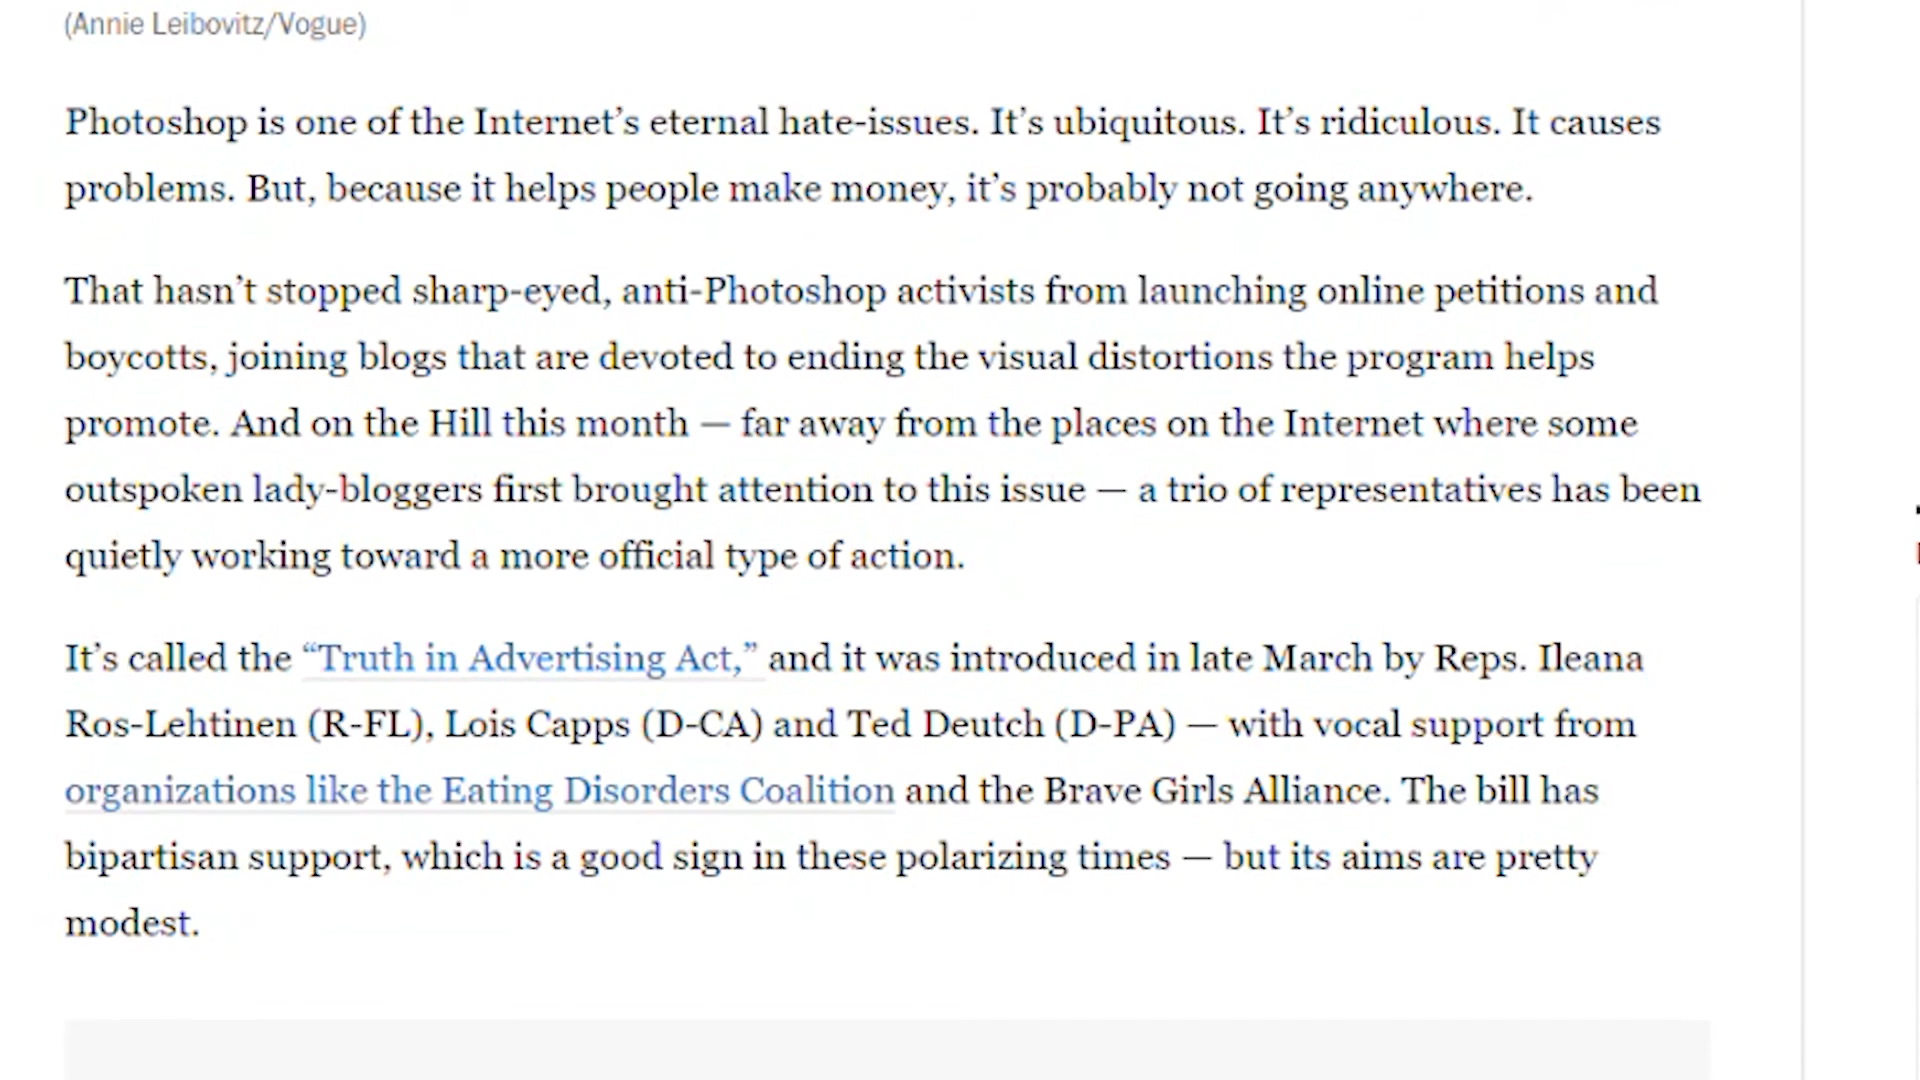 (Annie Leibovitz/Vogue)
Photoshop is one of the Internet’s eternal hate-issues. It’s ubiquitous. It’s ridiculous. It causes
problems. But, because it helps people make money, it’s probably not going anywhere.
That hasn’t stopped sharp-eyed, anti-Photoshop activists from launching online petitions and
boycotts, joining blogs that are devoted to ending the visual distortions the program helps
promote. And on the Hill this month — far away from the places on the Internet where some
outspoken lady-bloggers first brought attention to this issue — a trio of representatives has been
quietly working toward a more official type of action.
It’s called the “Truth in Advertising Act,” and it was introduced in late March by Reps. Ileana
Ros-Lehtinen (R-FL), Lois Capps (D-CA) and Ted Deutch (D-PA) — with vocal support from
organizations like the Eating Disorders Coalition and the Brave Girls Alliance. The bill has
bipartisan support, which is a good sign in these polarizing times — but its aims are pretty
modest.